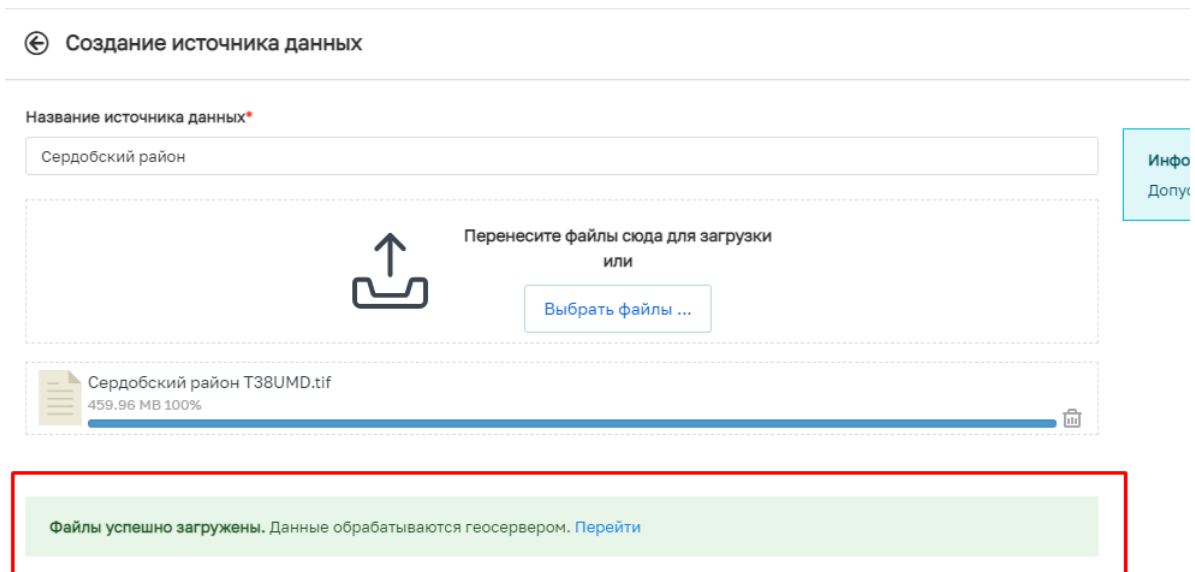 Создание источника данных
Название источника данных*
Сердобский район
Перенесите файлы сюда для загрузки
или
Выбрать файлы ...
Сердобский район T38UMD.tif
459.96 MB 100%
Файлы успешно загружены. Данные обрабатываются геосервером. Перейти